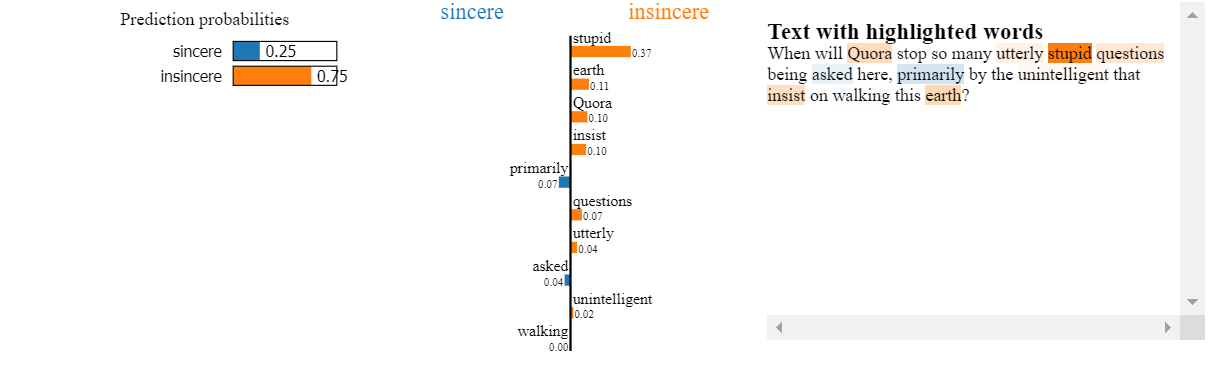 Prediction probabilities
sincere 0.25
insincere 0.75
sincere insincere
stupid
0.37
earth
0.11
Quora
0.10
insist
0.10
primarily
0.07
questions
0.07
utterly
0.04
asked
0.04
unintelligent
0.02
walking
0.00
Text with highlighted words
When will Quora stop so many utterly stupid questions
being asked here, primarily by the unintelligent that
insist on walking this earth?